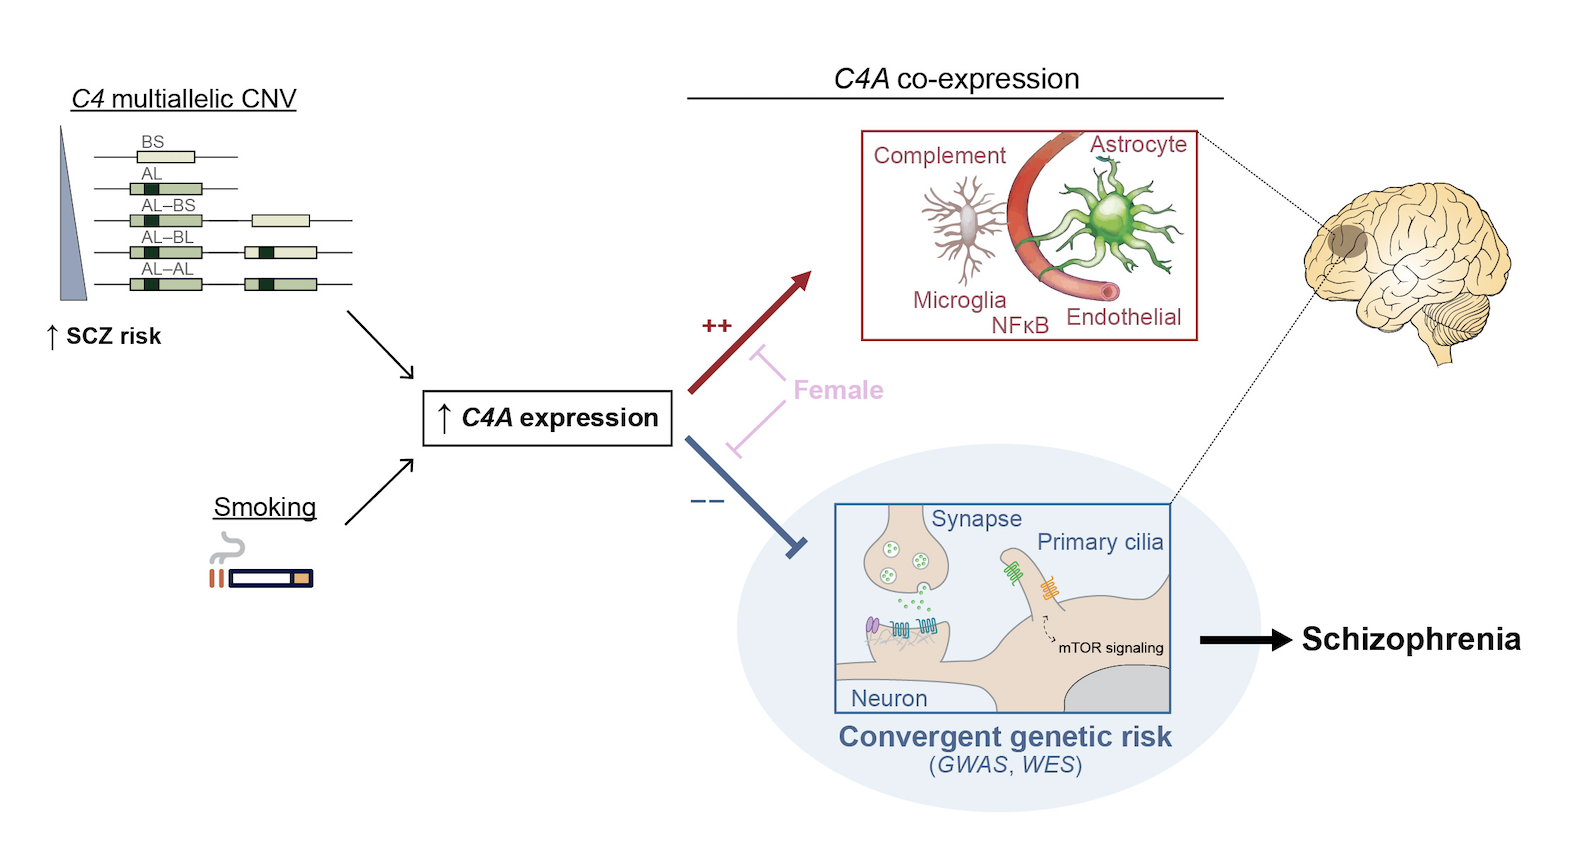 C4 multiallelic CNV
BS
AL
AL–BS
AL–BL
AL–AL
↑ SCZ risk
Smoking
↑ C4A expression
C4A co-expression
++
Female
– –
Complement
Astrocyte
Microglia
NFκB
Endothelial
Synapse
Primary cilia
mTOR signaling
Neuron
Convergent genetic risk
(GWAS, WES)
Schizophrenia